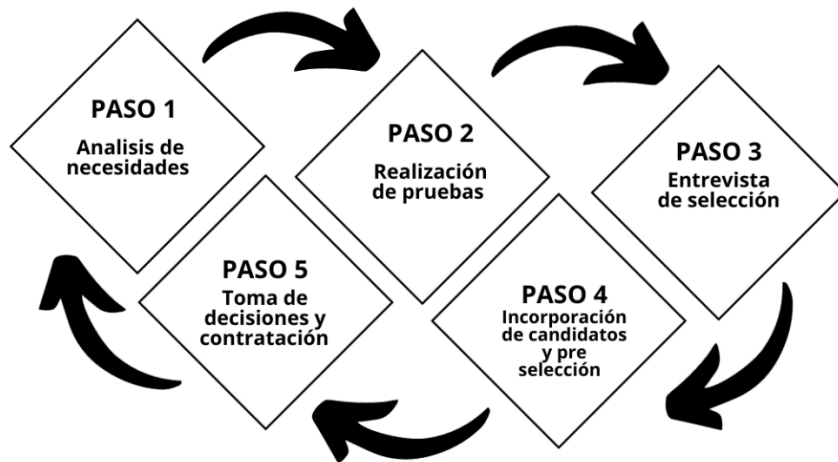 PASO 1
Analisis de
necesidades
PASO 2
Realización
de pruebas
PASO 3
Entrevista
de selección
PASO 4
Incorporación
de candidatos
y pre
selección
PASO 5
Toma de
decisiones y
contratación